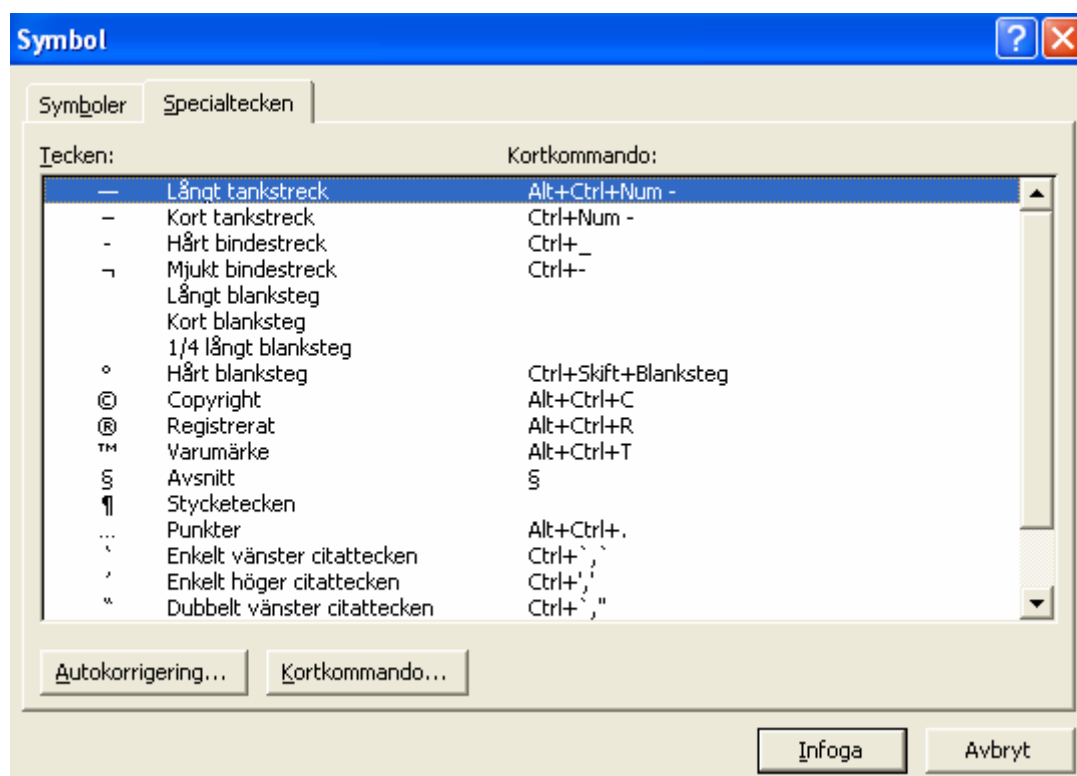 Symbol
Symboler Specialtecken
Tecken: Kortkommando:
— Långt tankstreck Alt+Ctrl+Num -
– Kort tankstreck Ctrl+Num -
- Hårt bindestreck Ctrl+_
¬ Mjukt bindestreck Ctrl+-
Långt blanksteg
Kort blanksteg
1/4 långt blanksteg
° Hårt blanksteg Ctrl+Skift+Blanksteg
© Copyright Alt+Ctrl+C
® Registrerat Alt+Ctrl+R
™ Varumärke Alt+Ctrl+T
§ Avsnitt §
¶ Stycketecken
… Punkter Alt+Ctrl+.
‘ Enkelt vänster citattecken Ctrl+`,`
’ Enkelt höger citattecken Ctrl+','
“ Dubbelt vänster citattecken Ctrl+`,"
Autokorrigering... Kortkommando...
Infoga Avbryt